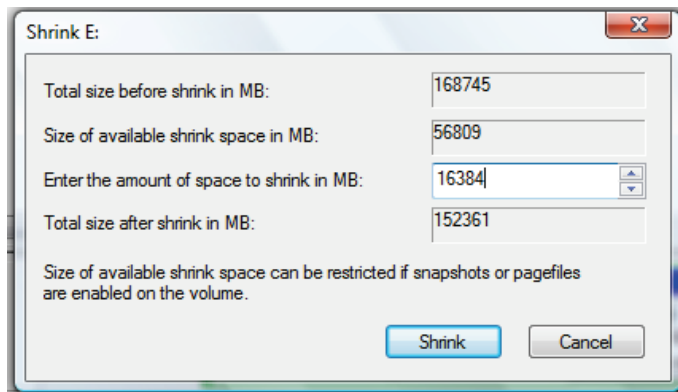 Shrink E:
Total size before shrink in MB: 168745
Size of available shrink space in MB: 56809
Enter the amount of space to shrink in MB: 16384
Total size after shrink in MB: 152361
Size of available shrink space can be restricted if snapshots or pagefiles
are enabled on the volume.
Shrink Cancel